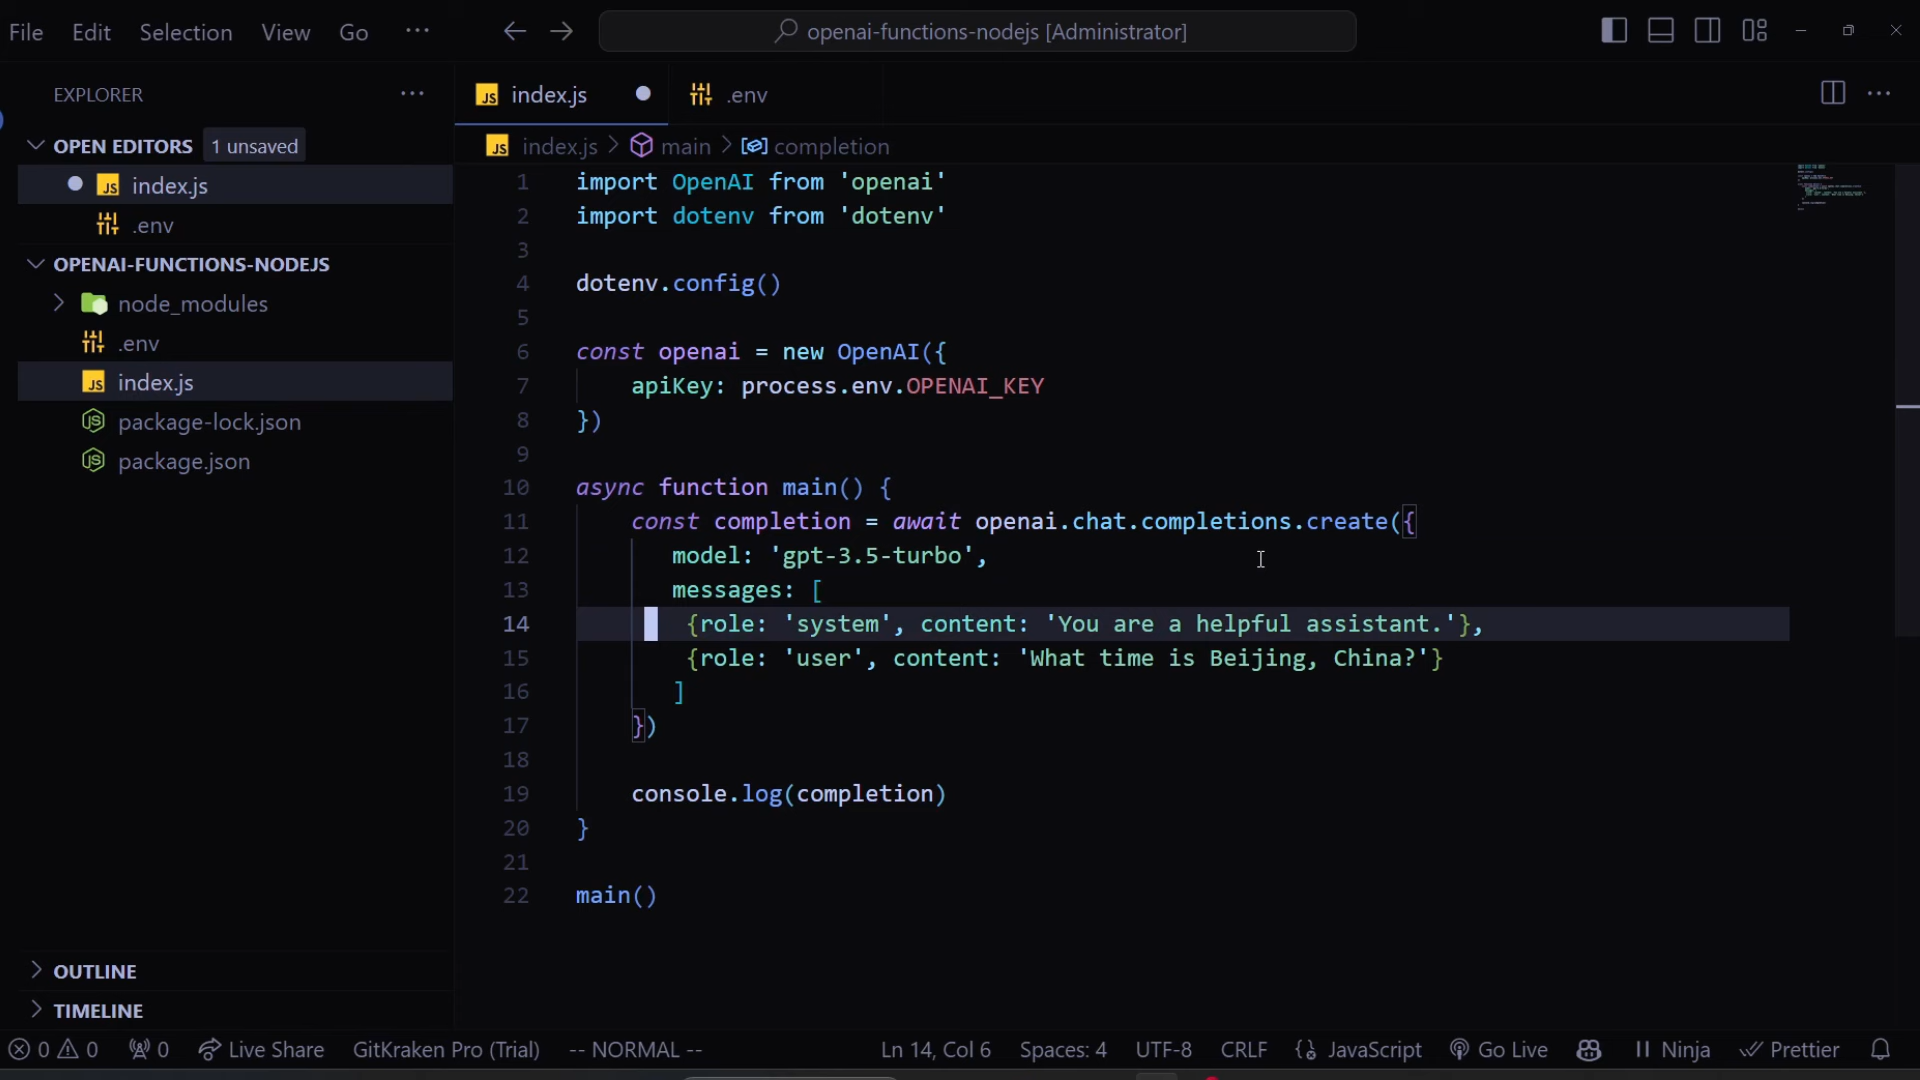 File Edit Selection View Go ···
openai-functions-nodejs [Administrator]
EXPLORER ···
OPEN EDITORS 1 unsaved
JS index.js
.env
OPENAI-FUNCTIONS-NODEJS
node_modules
.env
JS index.js
package-lock.json
package.json
OUTLINE
TIMELINE
JS index.js
.env
JS index.js > main > completion
1 import OpenAI from 'openai'
2 import dotenv from 'dotenv'
3
4 dotenv.config()
5
6 const openai = new OpenAI({
7 apiKey: process.env.OPENAI_KEY
8 })
9
10 async function main() {
11 const completion = await openai.chat.completions.create({
12 model: 'gpt-3.5-turbo',
13 messages: [
14 {role: 'system', content: 'You are a helpful assistant.'},
15 {role: 'user', content: 'What time is Beijing, China?'}
16 ]
17 })
18
19 console.log(completion)
20 }
21
22 main()
0 0 0 Live Share GitKraken Pro (Trial) -- NORMAL -- Ln 14, Col 6 Spaces: 4 UTF-8 CRLF {} JavaScript Go Live Ninja Prettier